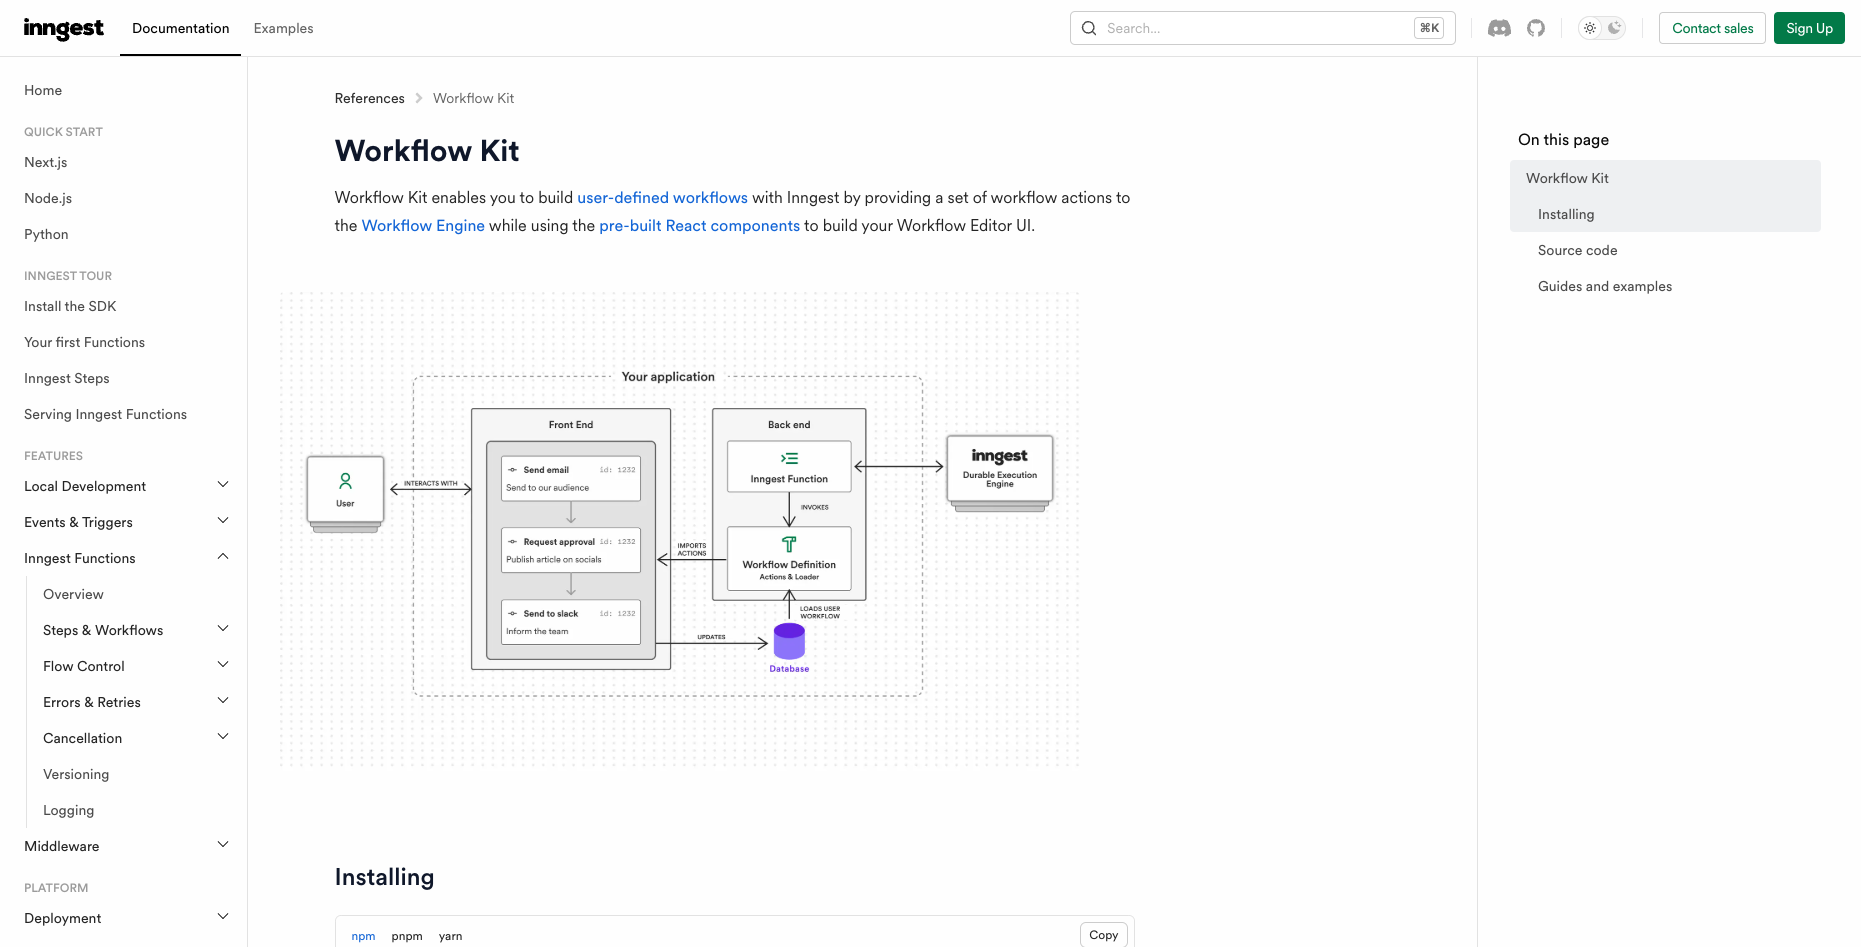 inngest
Documentation
Examples
Search...
⌘K
Contact sales
Sign Up
Home
QUICK START
Next.js
Node.js
Python
INNGEST TOUR
Install the SDK
Your first Functions
Inngest Steps
Serving Inngest Functions
FEATURES
Local Development
Events & Triggers
Inngest Functions
Overview
Steps & Workflows
Flow Control
Errors & Retries
Cancellation
Versioning
Logging
Middleware
PLATFORM
Deployment
References
Workflow Kit
Workflow Kit
Workflow Kit enables you to build user-defined workflows with Inngest by providing a set of workflow actions to
the Workflow Engine while using the pre-built React components to build your Workflow Editor UI.
Your application
User
INTERACTS WITH
Front End
Send email
id: 1232
Send to our audience
Request approval
id: 1232
Publish article on socials
Send to slack
id: 1232
Inform the team
IMPORTS
ACTIONS
UPDATES
Back end
Inngest Function
INVOKES
Workflow Definition
Actions & Loader
LOADS USER
WORKFLOW
Database
inngest
Durable Execution
Engine
Installing
npm
pnpm
yarn
Copy
On this page
Workflow Kit
Installing
Source code
Guides and examples